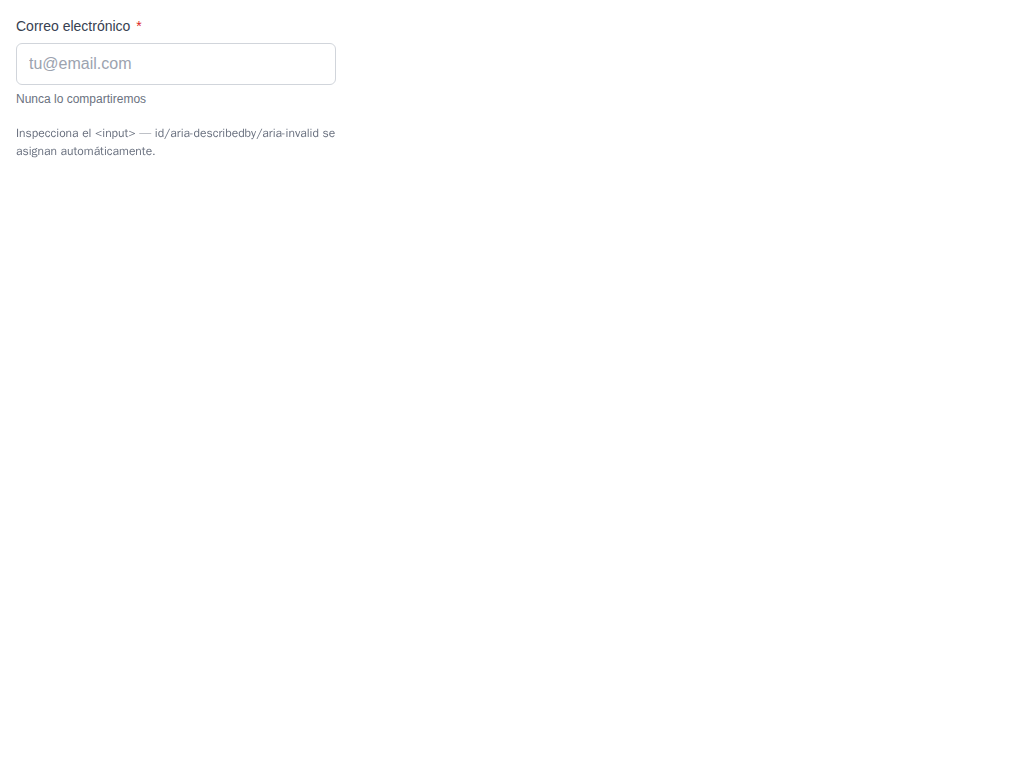 Correo electrónico *
tu@email.com
Nunca lo compartiremos
Inspecciona el <input> — id/aria-describedby/aria-invalid se
asignan automáticamente.